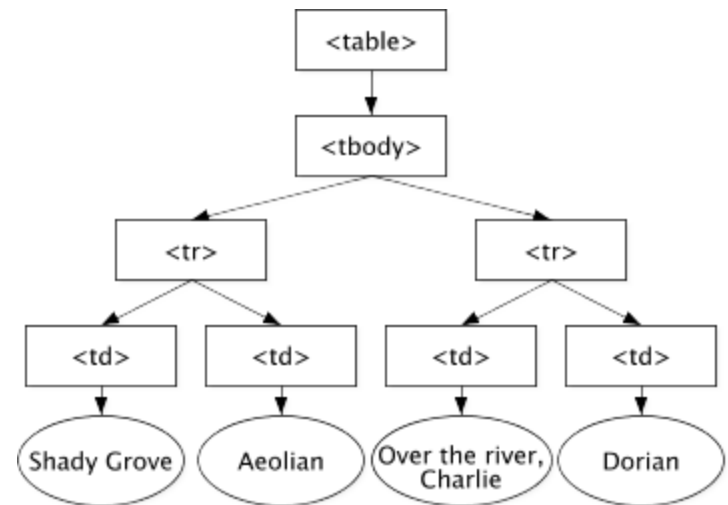 <table>
<tbody>
<tr> <tr>
<td> <td> <td> <td>
Shady Grove Aeolian Over the river, Dorian
Charlie